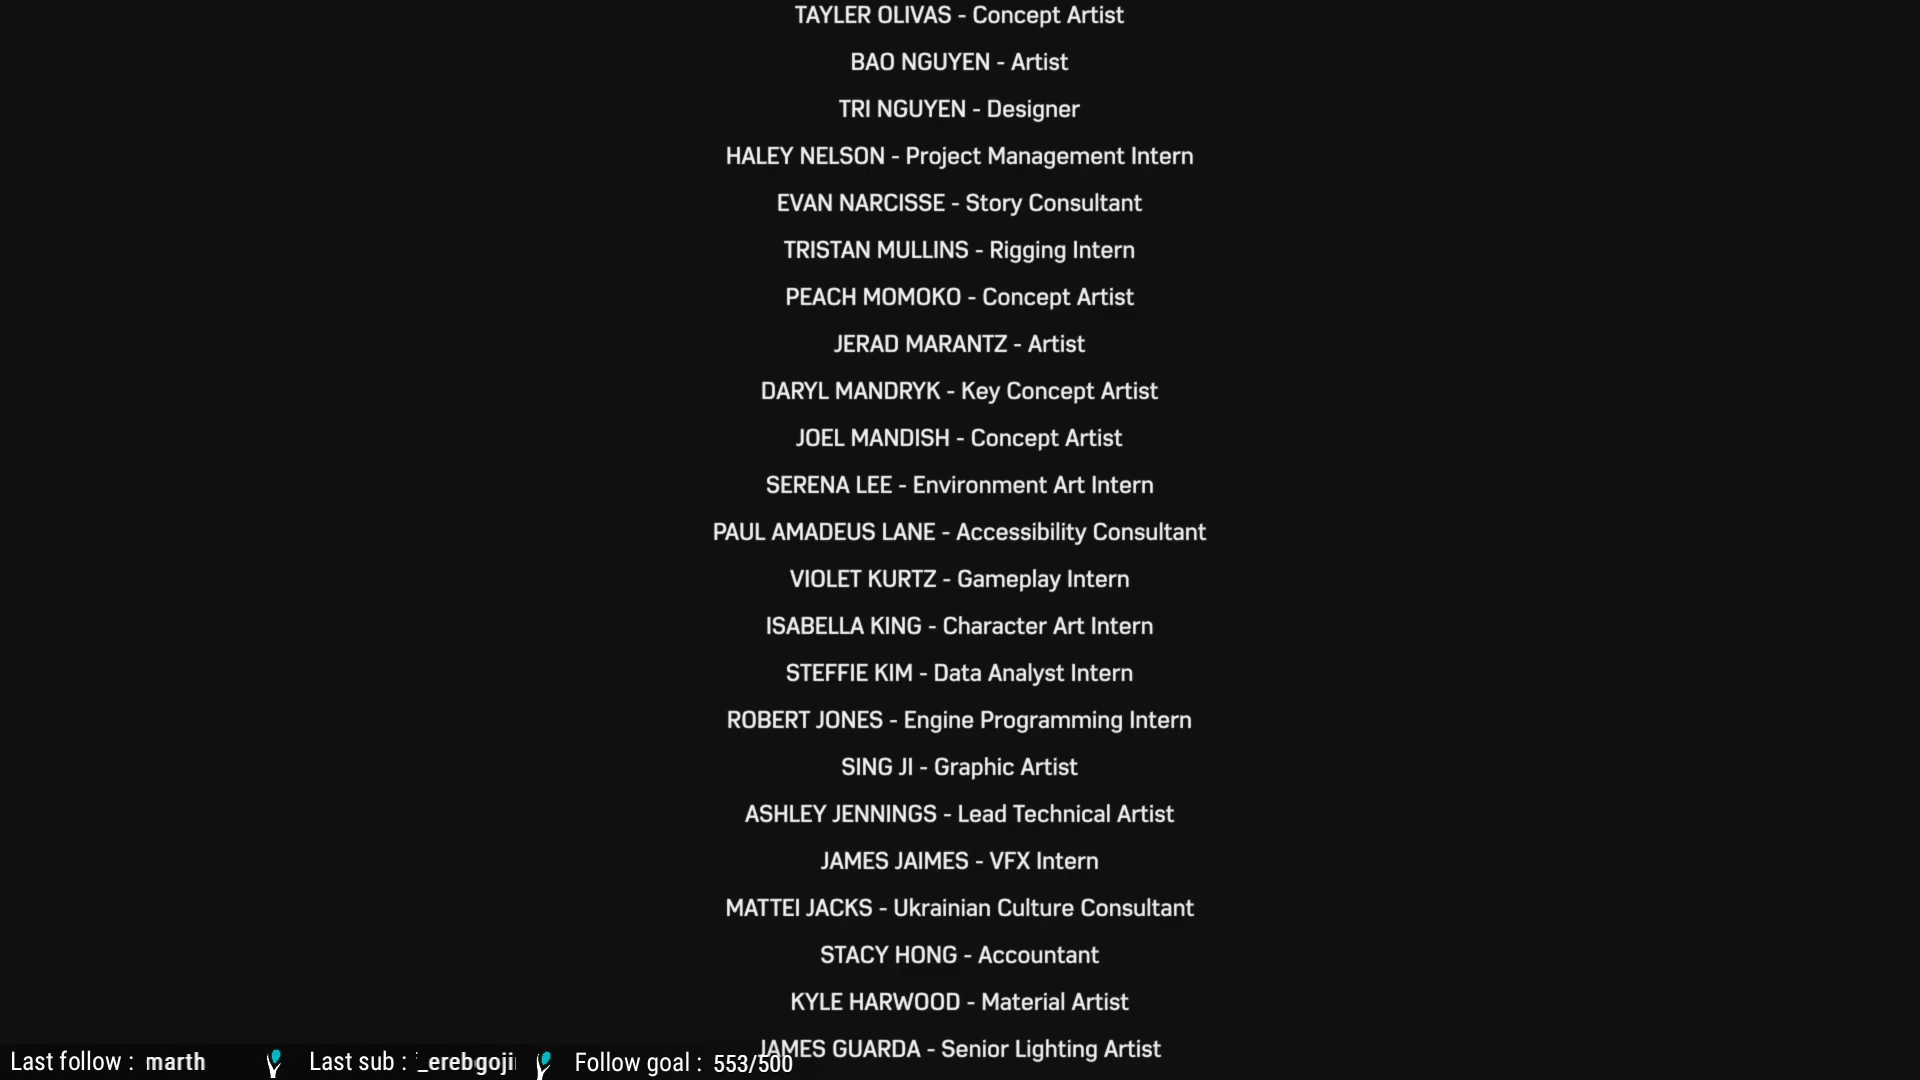 TAYLER OLIVAS - Concept Artist
BAO NGUYEN - Artist
TRI NGUYEN - Designer
HALEY NELSON - Project Management Intern
EVAN NARCISSE - Story Consultant
TRISTAN MULLINS - Rigging Intern
PEACH MOMOKO - Concept Artist
JERAD MARANTZ - Artist
DARYL MANDRYK - Key Concept Artist
JOEL MANDISH - Concept Artist
SERENA LEE - Environment Art Intern
PAUL AMADEUS LANE - Accessibility Consultant
VIOLET KURTZ - Gameplay Intern
ISABELLA KING - Character Art Intern
STEFFIE KIM - Data Analyst Intern
ROBERT JONES - Engine Programming Intern
SING JI - Graphic Artist
ASHLEY JENNINGS - Lead Technical Artist
JAMES JAIMES - VFX Intern
MATTEI JACKS - Ukrainian Culture Consultant
STACY HONG - Accountant
KYLE HARWOOD - Material Artist
JAMES GUARDA - Senior Lighting Artist
Last follow : marth Last sub : Follow goal : 553/500